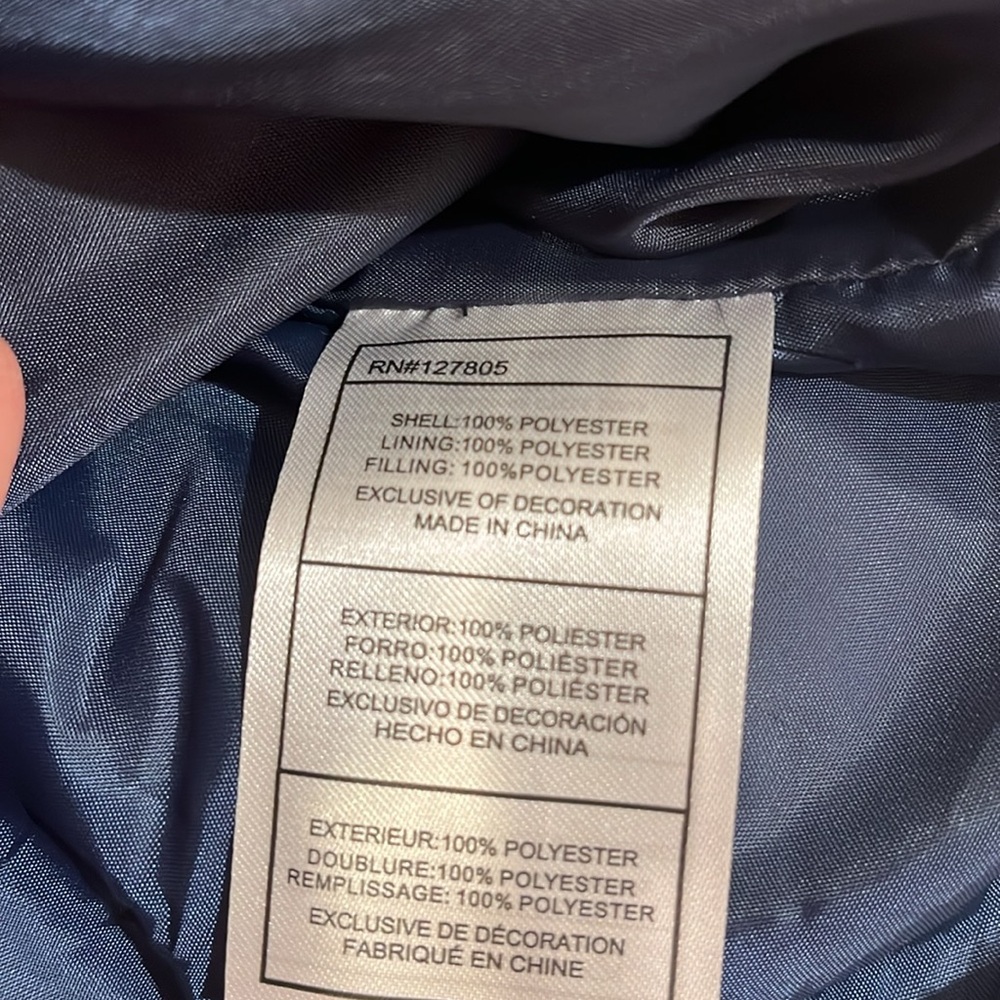 RN#127805
SHELL:100% POLYESTER
LINING:100% POLYESTER
FILLING: 100%POLYESTER
EXCLUSIVE OF DECORATION
MADE IN CHINA
EXTERIOR:100% POLIESTER
FORRO:100% POLIÉSTER
RELLENO:100% POLIÉSTER
EXCLUSIVO DE DECORACIÓN
HECHO EN CHINA
EXTERIEUR:100% POLYESTER
DOUBLURE:100% POLYESTER
REMPLISSAGE: 100% POLYESTER
EXCLUSIVE DE DÉCORATION
FABRIQUÉ EN CHINE